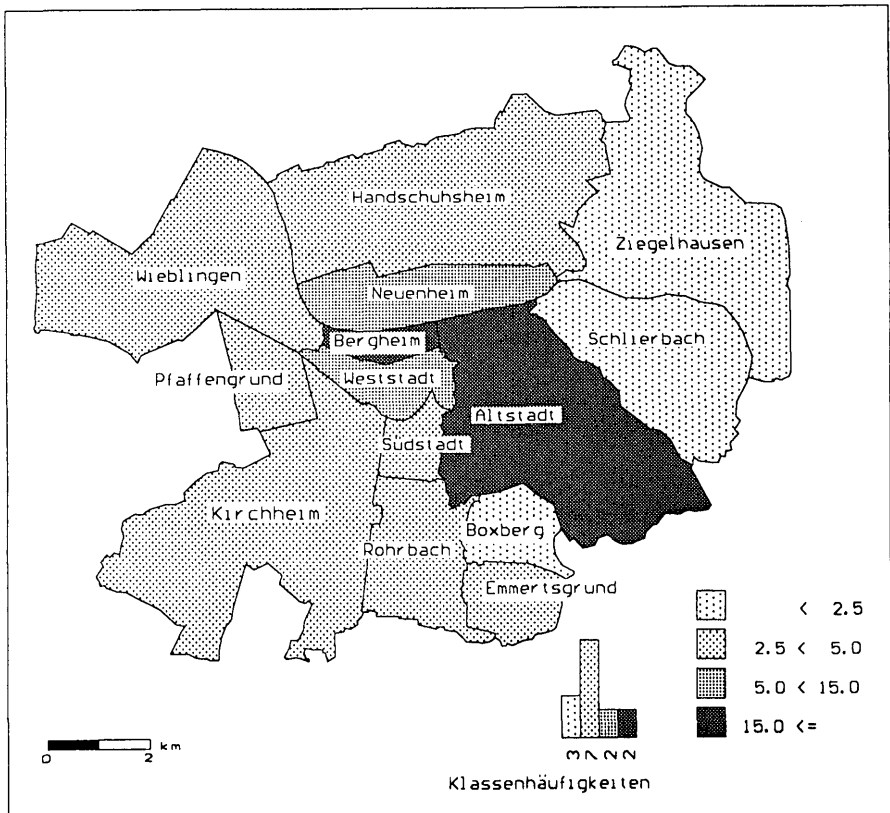 Handschuhsheim
Ziegelhausen
Wieblingen
Neuenheim
Bergheim
Schlierbach
Pfaffengrund
Weststadt
Altstadt
Sudstadt
Kirchheim
Boxberg
Rohrbach
Emmertsgrund
< 2.5
2.5 < 5.0
5.0 < 15.0
15.0 <=
km
0 2
3 7 2 2
Klassenhäufigkeiten